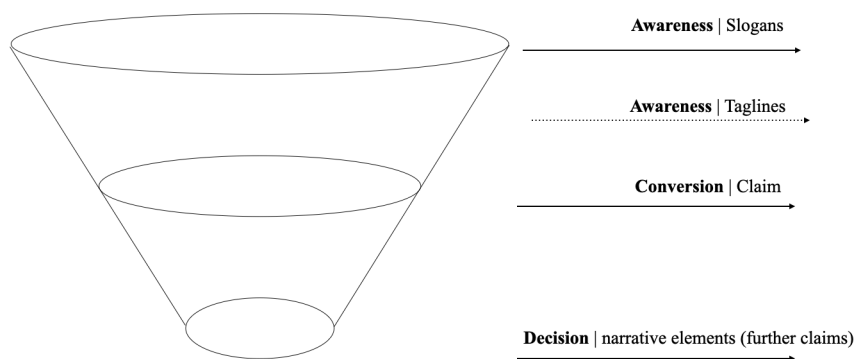 Awareness | Slogans
Awareness | Taglines
Conversion | Claim
Decision | narrative elements (further claims)